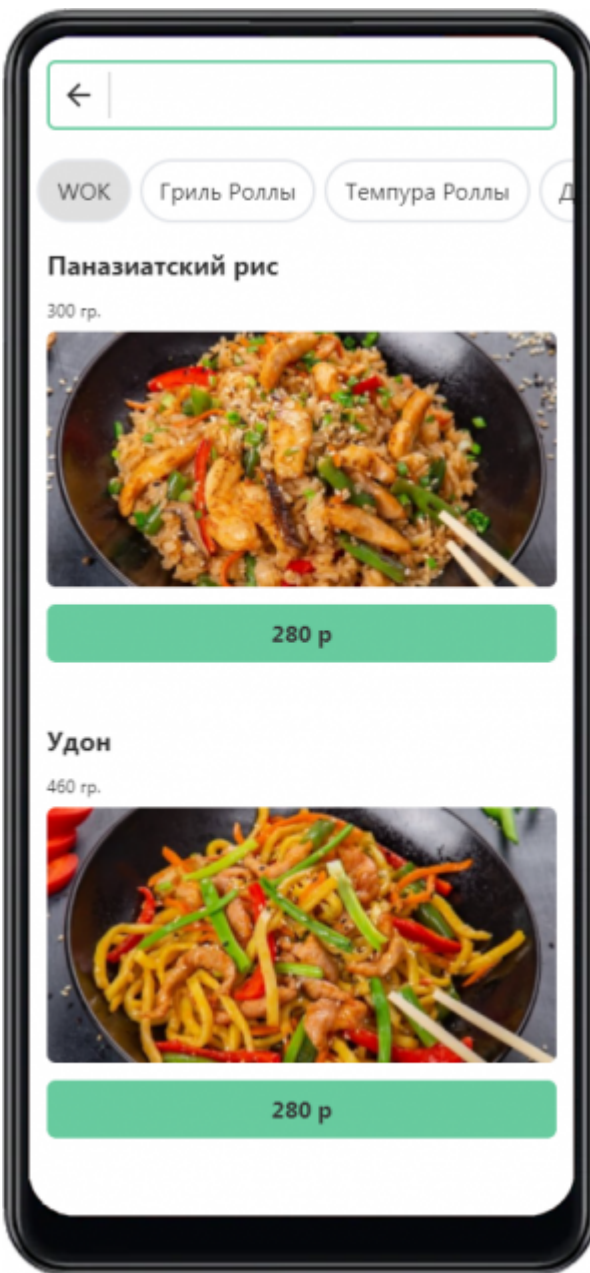 WOK
Гриль Роллы
Темпура Роллы
Паназиатский рис
300 гр.
280 р
Удон
460 гр.
280 р